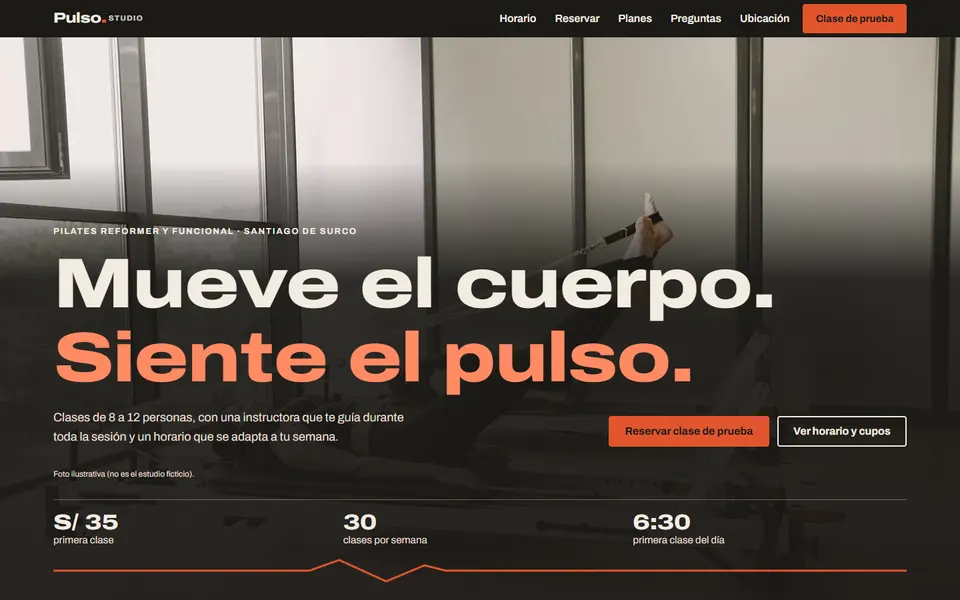 Pulso. STUDIO
Horario Reservar Planes Preguntas Ubicación Clase de prueba
PILATES REFORMER Y FUNCIONAL · SANTIAGO DE SURCO
Mueve el cuerpo.
Siente el pulso.
Clases de 8 a 12 personas, con una instructora que te guía durante
toda la sesión y un horario que se adapta a tu semana.
Reservar clase de prueba Ver horario y cupos
Foto ilustrativa (no es el estudio ficticio).
S/ 35 30 6:30
primera clase clases por semana primera clase del día